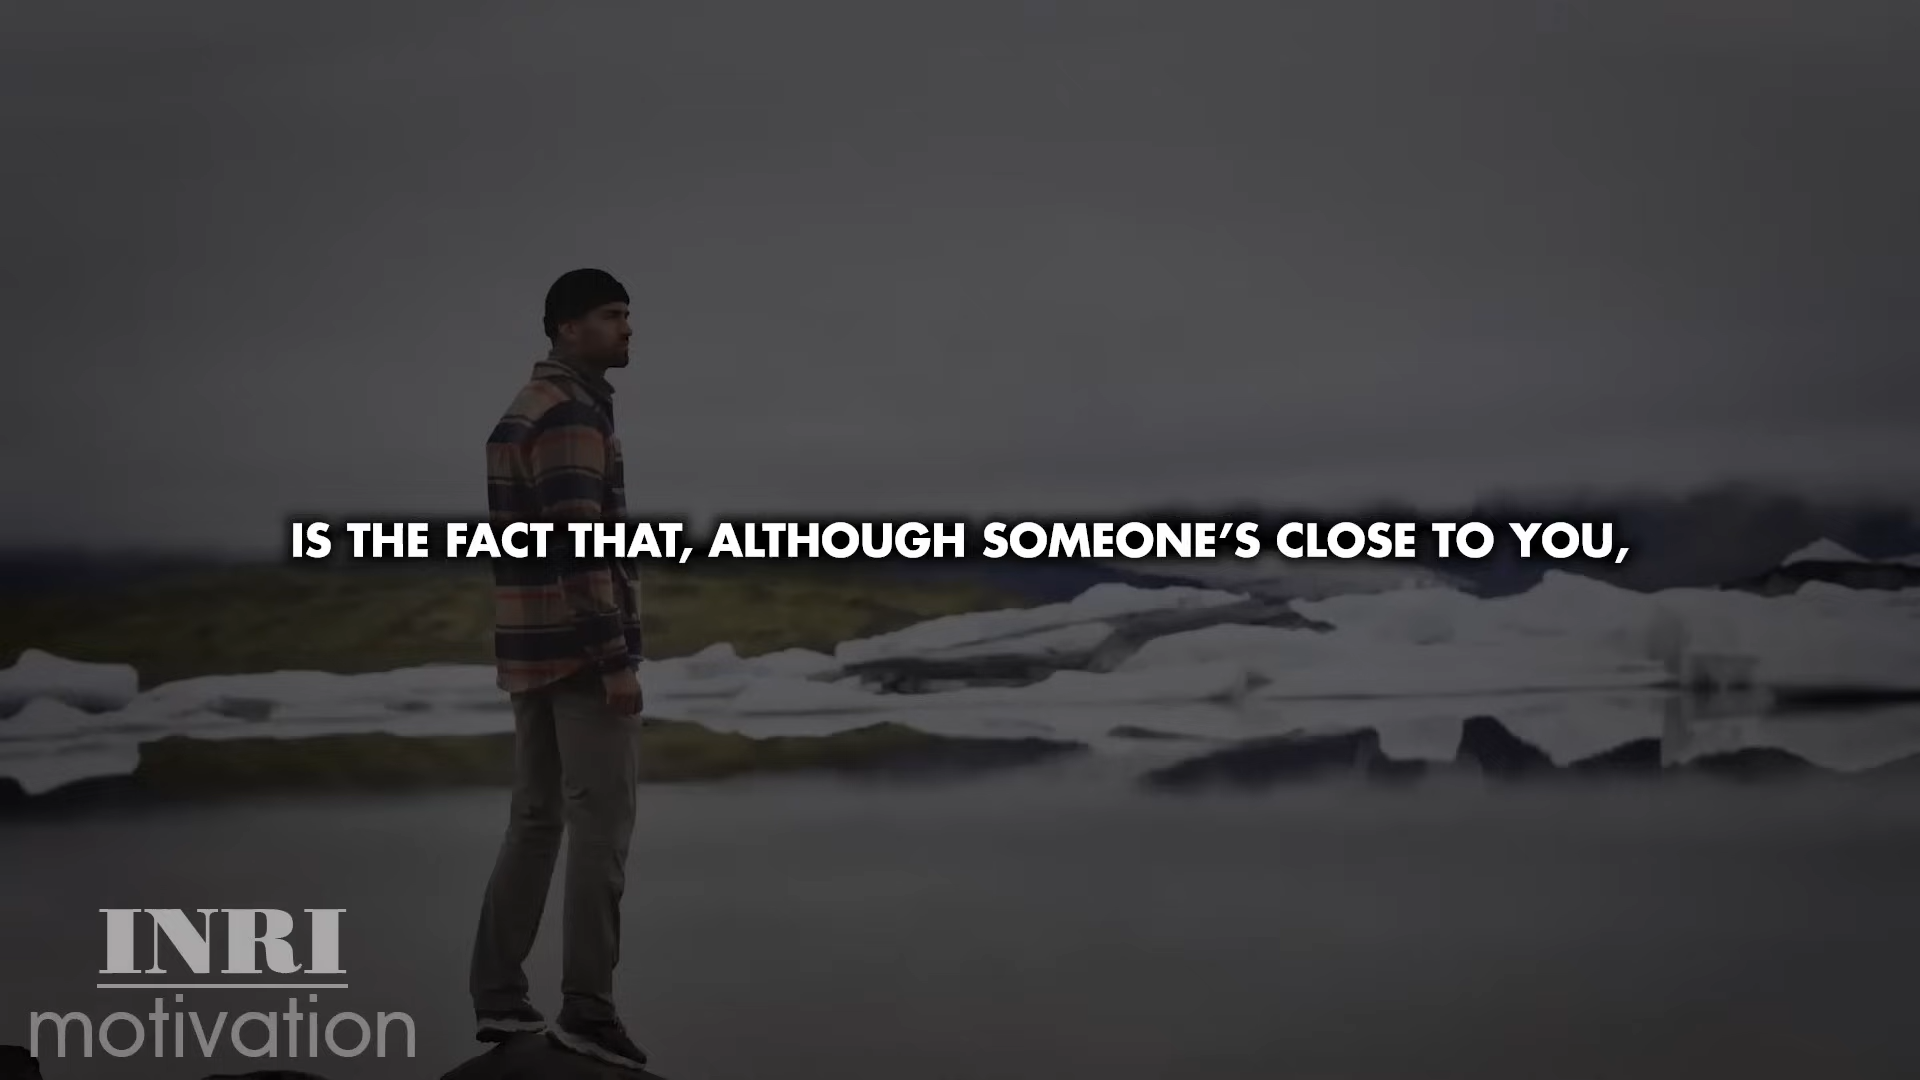 IS THE FACT THAT, ALTHOUGH SOMEONE’S CLOSE TO YOU,
INRI
motivation